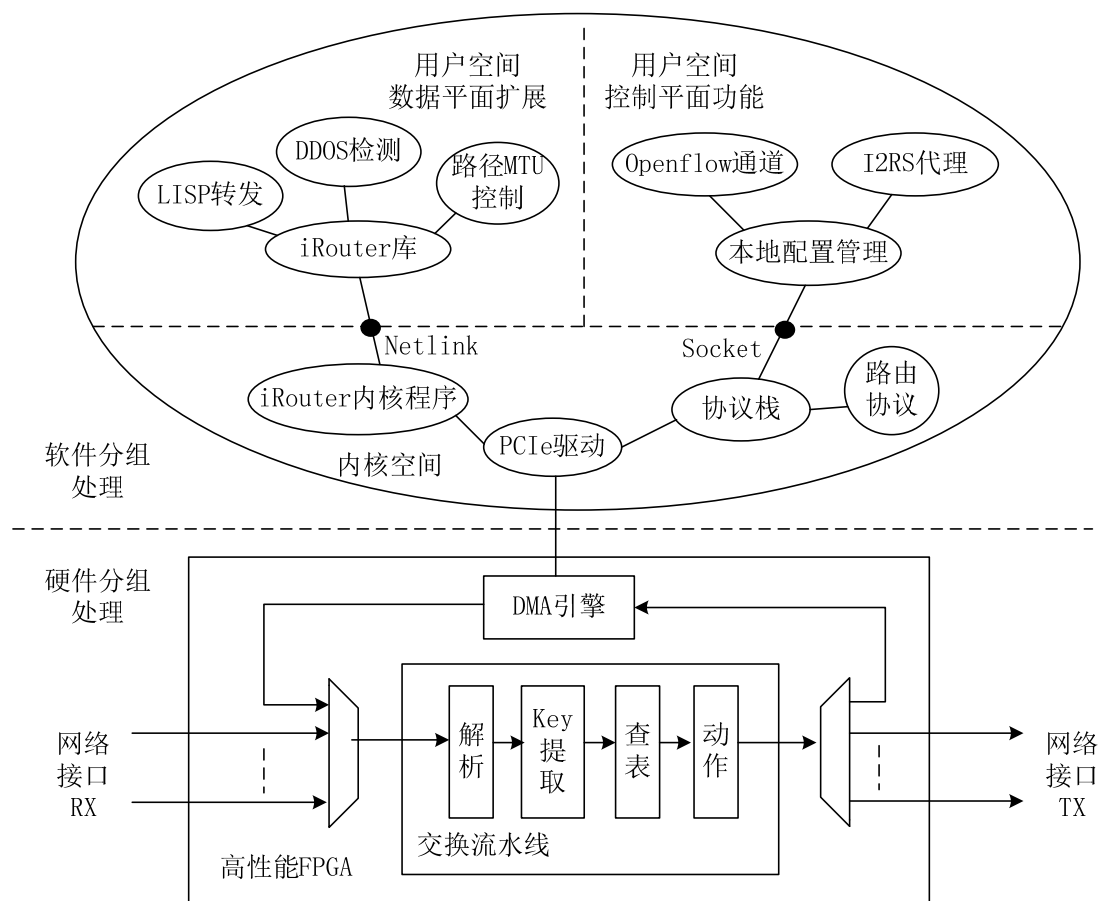 用户空间
数据平面扩展
用户空间
控制平面功能
DDOS检测
LISP转发
路径MTU
控制
iRouter库
Openflow通道
I2RS代理
本地配置管理
Netlink
Socket
iRouter内核程序
PCIe驱动
协议栈
路由
协议
内核空间
软件分组
处理
硬件分组
处理
DMA引擎
网络
接口
RX
解
析
Key
提
取
查
表
动
作
交换流水线
高性能FPGA
网络
接口
TX